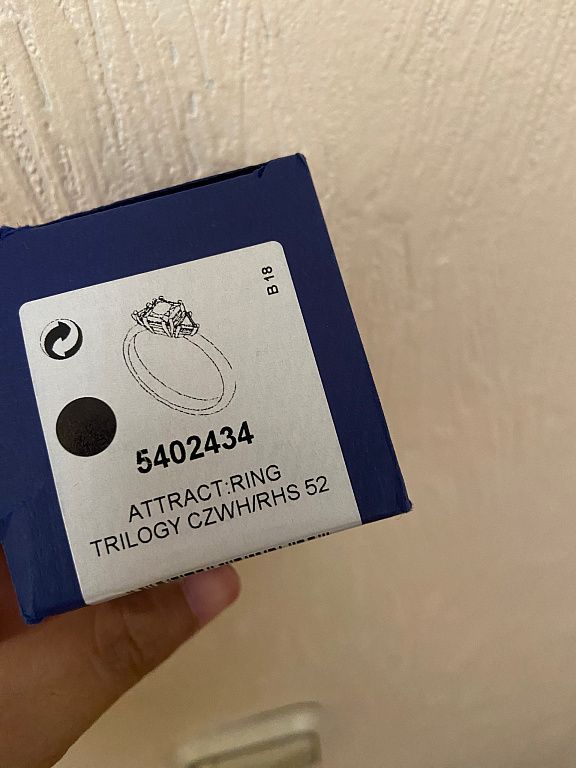 B 18
5402434
ATTRACT:RING
TRILOGY CZWH/RHS 52